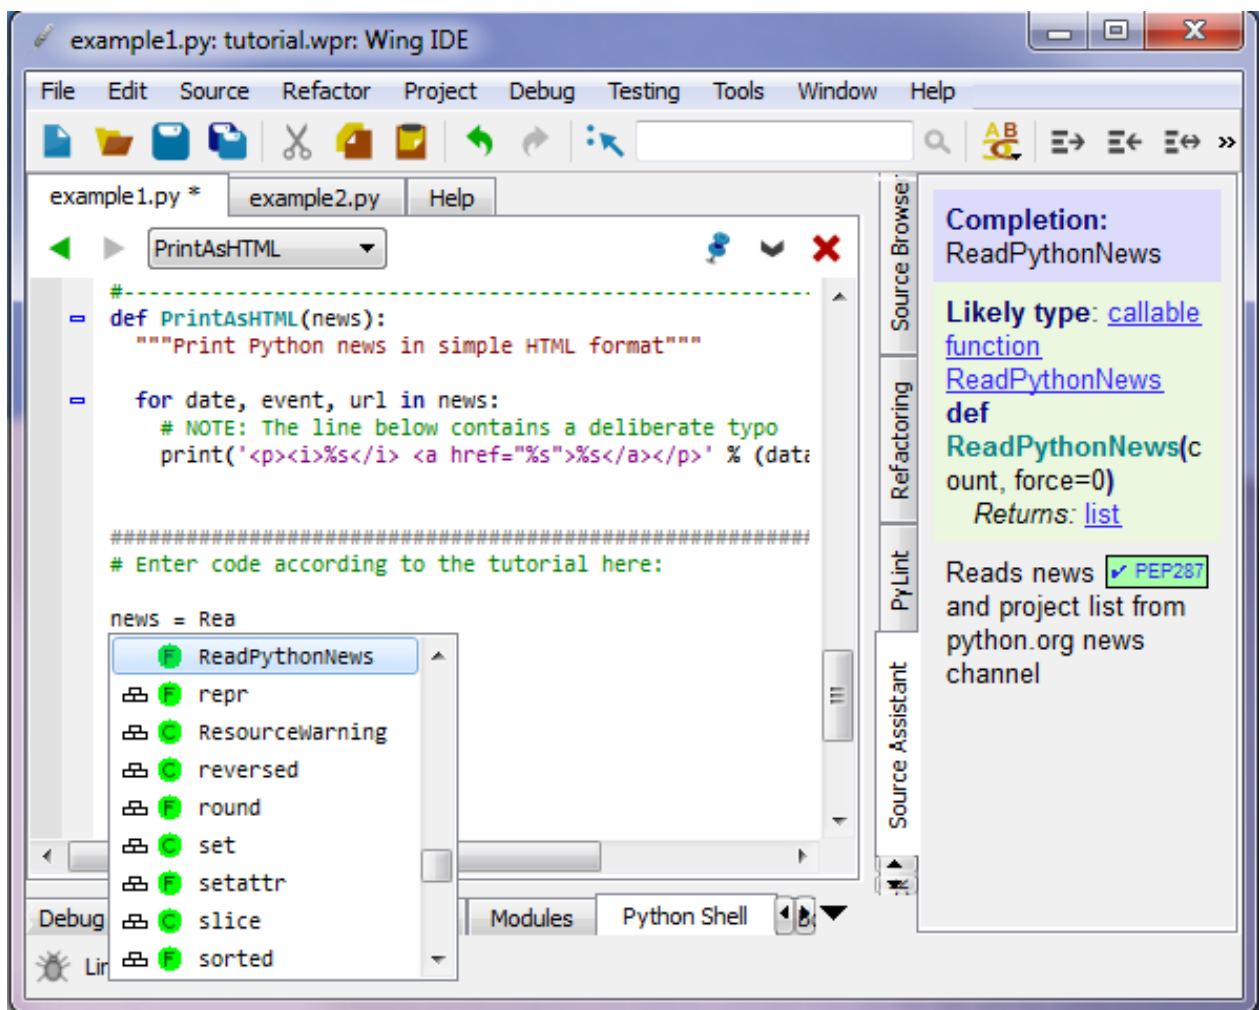 example1.py: tutorial.wpr: Wing IDE
File Edit Source Refactor Project Debug Testing Tools Window Help
example1.py * example2.py Help
PrintAsHTML
#------------------------------------------------------
def PrintAsHTML(news):
"""Print Python news in simple HTML format"""
for date, event, url in news:
# NOTE: The line below contains a deliberate typo
print('<p><i>%s</i> <a href="%s">%s</a></p>' % (data
#########################################################
# Enter code according to the tutorial here:
news = Rea
F ReadPythonNews
F repr
C ResourceWarning
C reversed
F round
C set
F setattr
C slice
F sorted
Debug Modules Python Shell
Source Browser
Refactoring
PyLint
Source Assistant
Completion:
ReadPythonNews
Likely type: callable
function
ReadPythonNews
def
ReadPythonNews(c
ount, force=0)
Returns: list
Reads news ✔ PEP287
and project list from
python.org news
channel